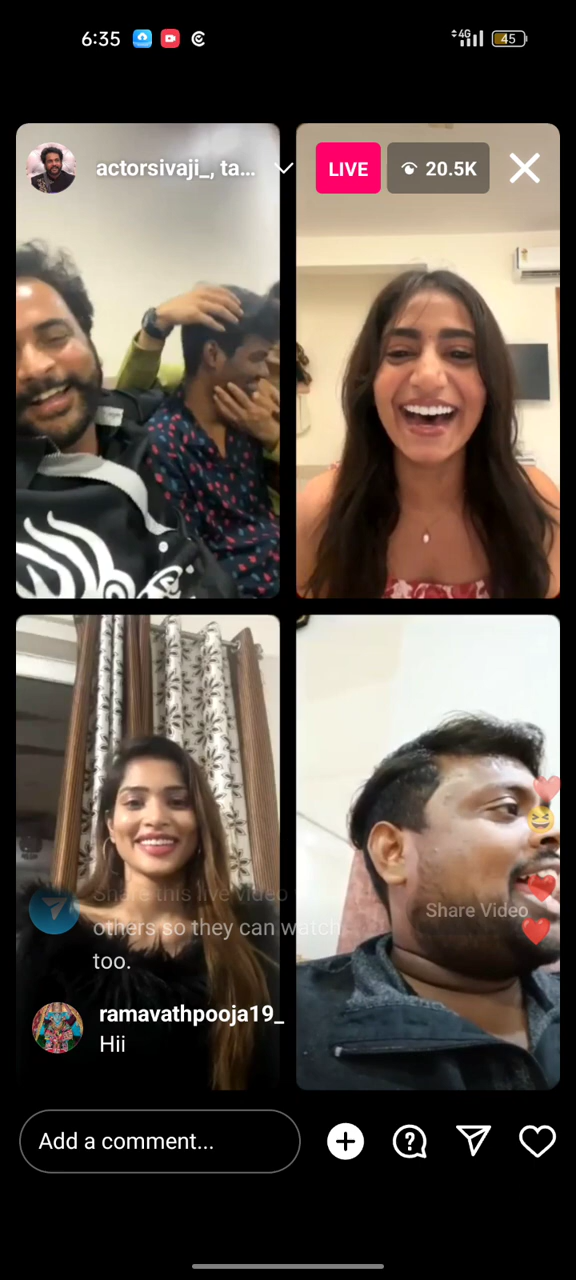 6:35
4G
45
actorsivaji_, ta...
LIVE
20.5K
Share this live video
others so they can watch
too.
Share Video
ramavathpooja19_
Hii
Add a comment...